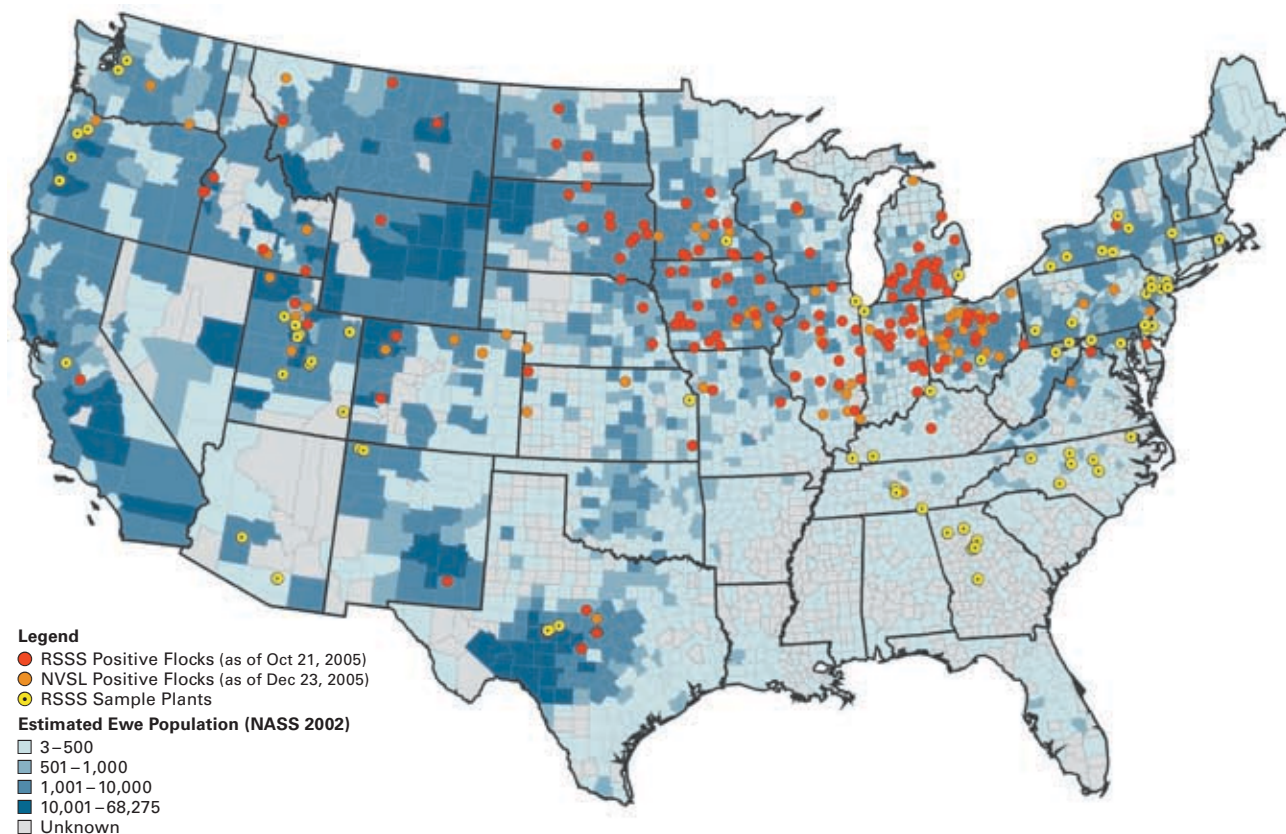 Legend
RSSS Positive Flocks (as of Oct 21, 2005)
NVSL Positive Flocks (as of Dec 23, 2005)
RSSS Sample Plants
Estimated Ewe Population (NASS 2002)
3–500
501–1,000
1,001–10,000
10,001–68,275
Unknown